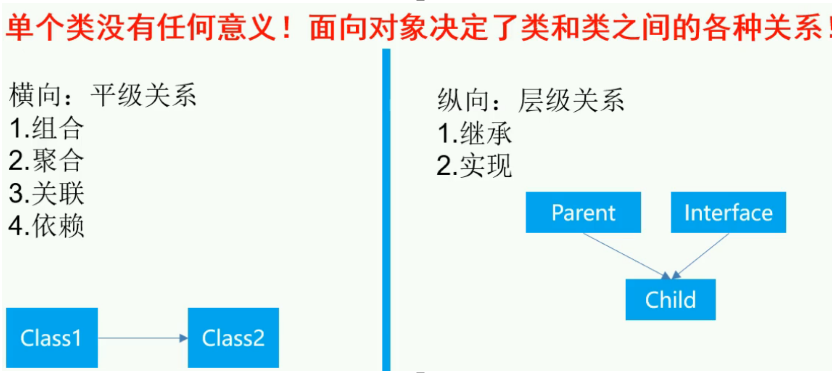 单个类没有任何意义！面向对象决定了类和类之间的各种关系！
横向：平级关系
1.组合
2.聚合
3.关联
4.依赖
Class1
Class2
纵向：层级关系
1.继承
2.实现
Parent
Interface
Child